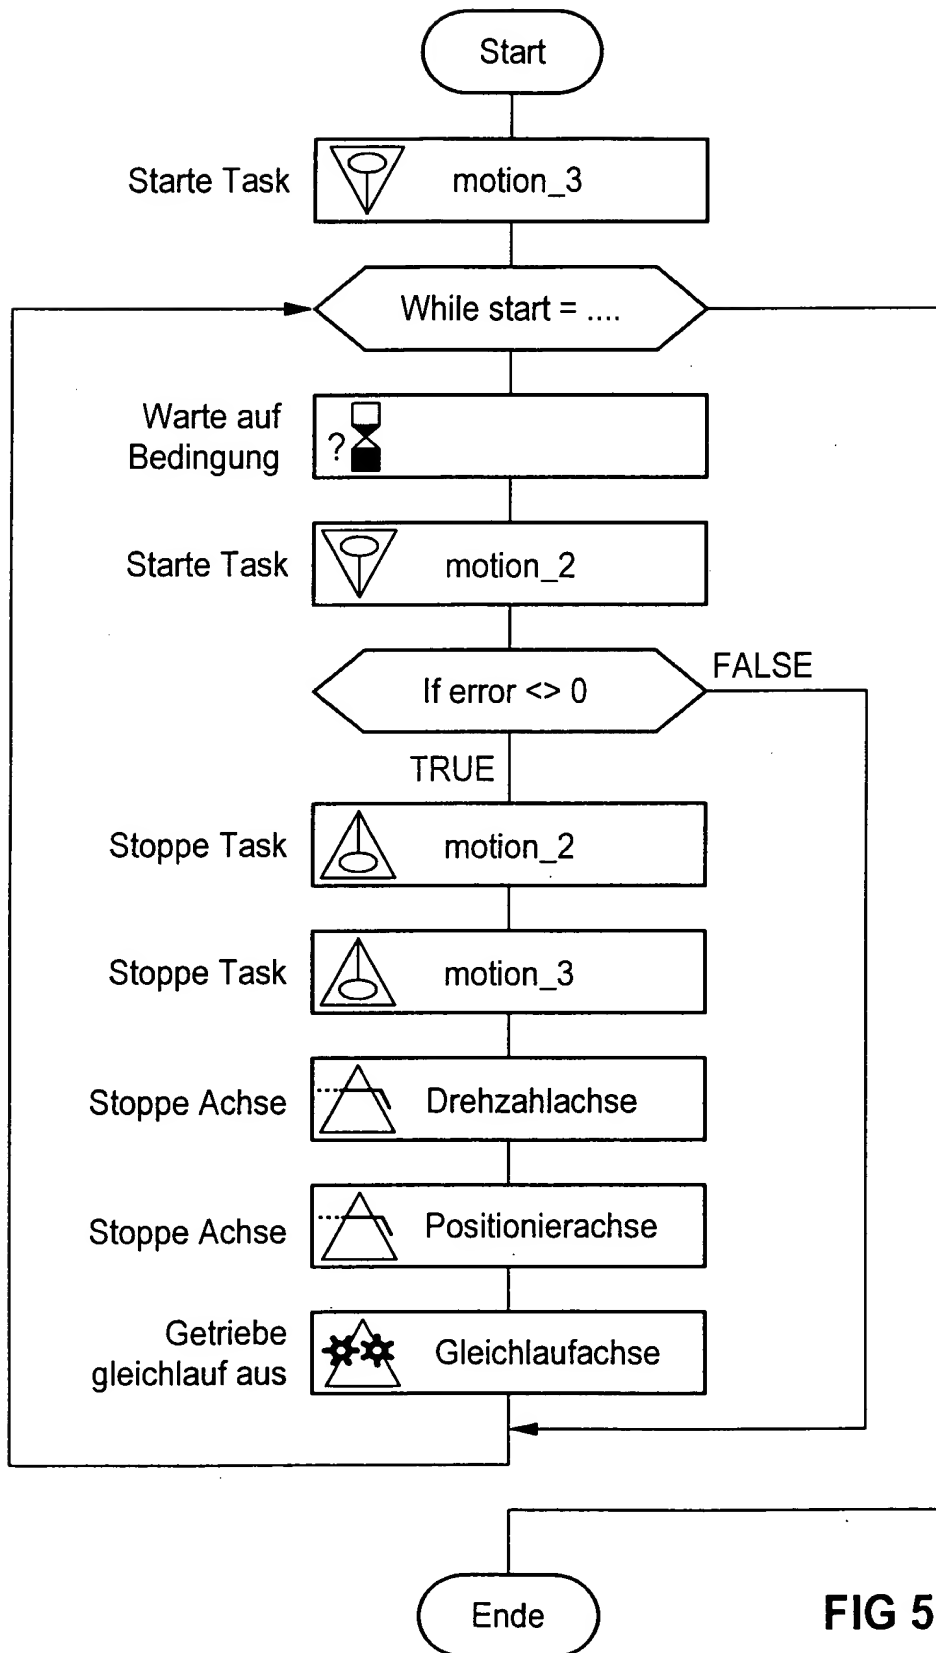 Start
Starte Task
motion_3
While start = ....
Warte auf
Bedingung
?
Starte Task
motion_2
If error <> 0
FALSE
TRUE
Stoppe Task
motion_2
Stoppe Task
motion_3
Stoppe Achse
Drehzahlachse
Stoppe Achse
Positionierachse
Getriebe
gleichlauf aus
Gleichlaufachse
Ende
FIG 5